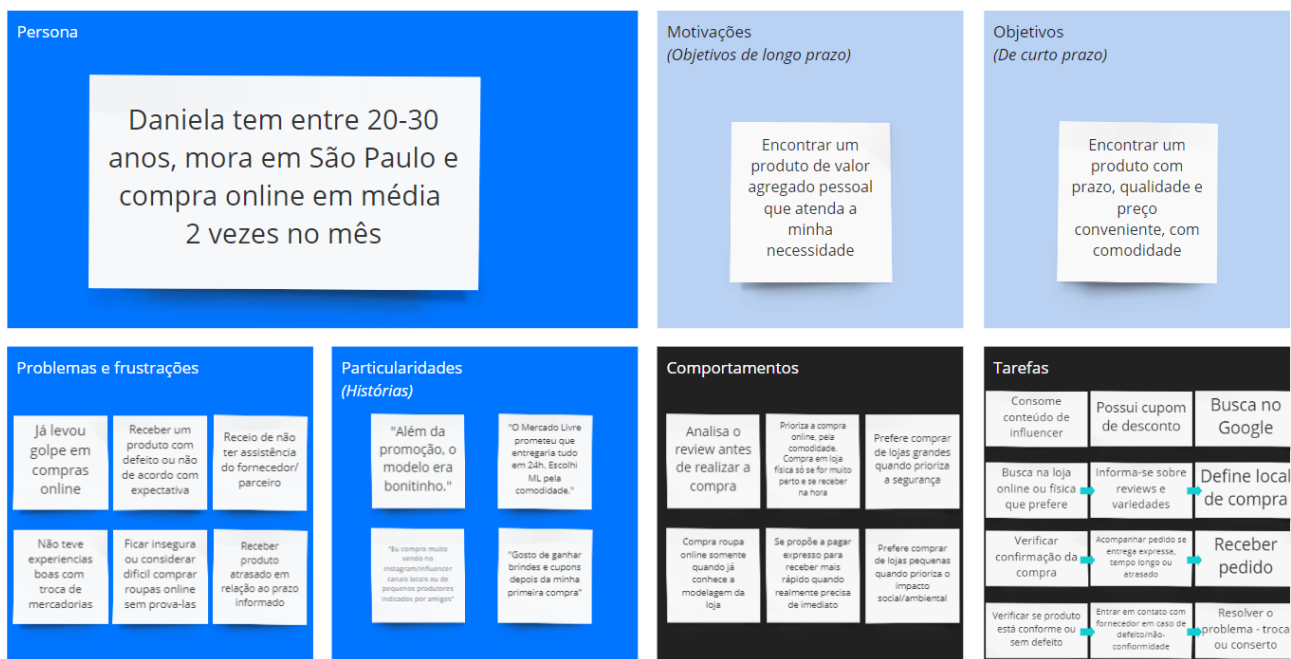 Persona
Daniela tem entre 20-30
anos, mora em São Paulo e
compra online em média
2 vezes no mês
Motivações
(Objetivos de longo prazo)
Encontrar um
produto de valor
agregado pessoal
que atenda a
minha
necessidade
Objetivos
(De curto prazo)
Encontrar um
produto com
prazo, qualidade e
preço
conveniente, com
comodidade
Problemas e frustrações
Já levou
golpe em
compras
online
Receber um
produto com
defeito ou não
de acordo com
expectativa
Receio de não
ter assistência
do fornecedor/
parceiro
Não teve
experiencias
boas com
troca de
mercadorias
Ficar insegura
ou considerar
dificil comprar
roupas online
sem prova-las
Receber
produto
atrasado em
relação ao prazo
informado
Particularidades
(Histórias)
"Além da
promoção, o
modelo era
bonitinho."
"O Mercado Livre
prometeu que
entregaria tudo
em 24h. Escolhi
ML pela
comodidade."
"Eu compro muito
vendo no
instagram/influencer
canais locais ou de
pequenos produtores
indicados por amigos"
"Gosto de ganhar
brindes e cupons
depois da minha
primeira compra"
Comportamentos
Analisa o
review antes
de realizar a
compra
Prioriza a compra
online, pela
comodidade.
Compra em loja
física só se for muito
perto e se receber
na hora
Prefere comprar
de lojas grandes
quando prioriza
a segurança
Compra roupa
online somente
quando já
conhece a
modelagem da
loja
Se propõe a pagar
expresso para
receber mais
rápido quando
realmente precisa
de imediato
Prefere comprar
de lojas pequenas
quando prioriza o
impacto
social/ambiental
Tarefas
Consome
conteúdo de
influencer
Possui cupom
de desconto
Busca no
Google
Busca na loja
online ou física
que prefere
Informa-se sobre
reviews e
variedades
Define local
de compra
Verificar
confirmação da
compra
Acompanhar pedido se
entrega expressa,
tempo longo ou
atrasado
Receber
pedido
Verificar se produto
está conforme ou
sem defeito
Entrar em contato com
fornecedor em caso de
defeito/não-
confiormidade
Resolver o
problema - troca
ou conserto